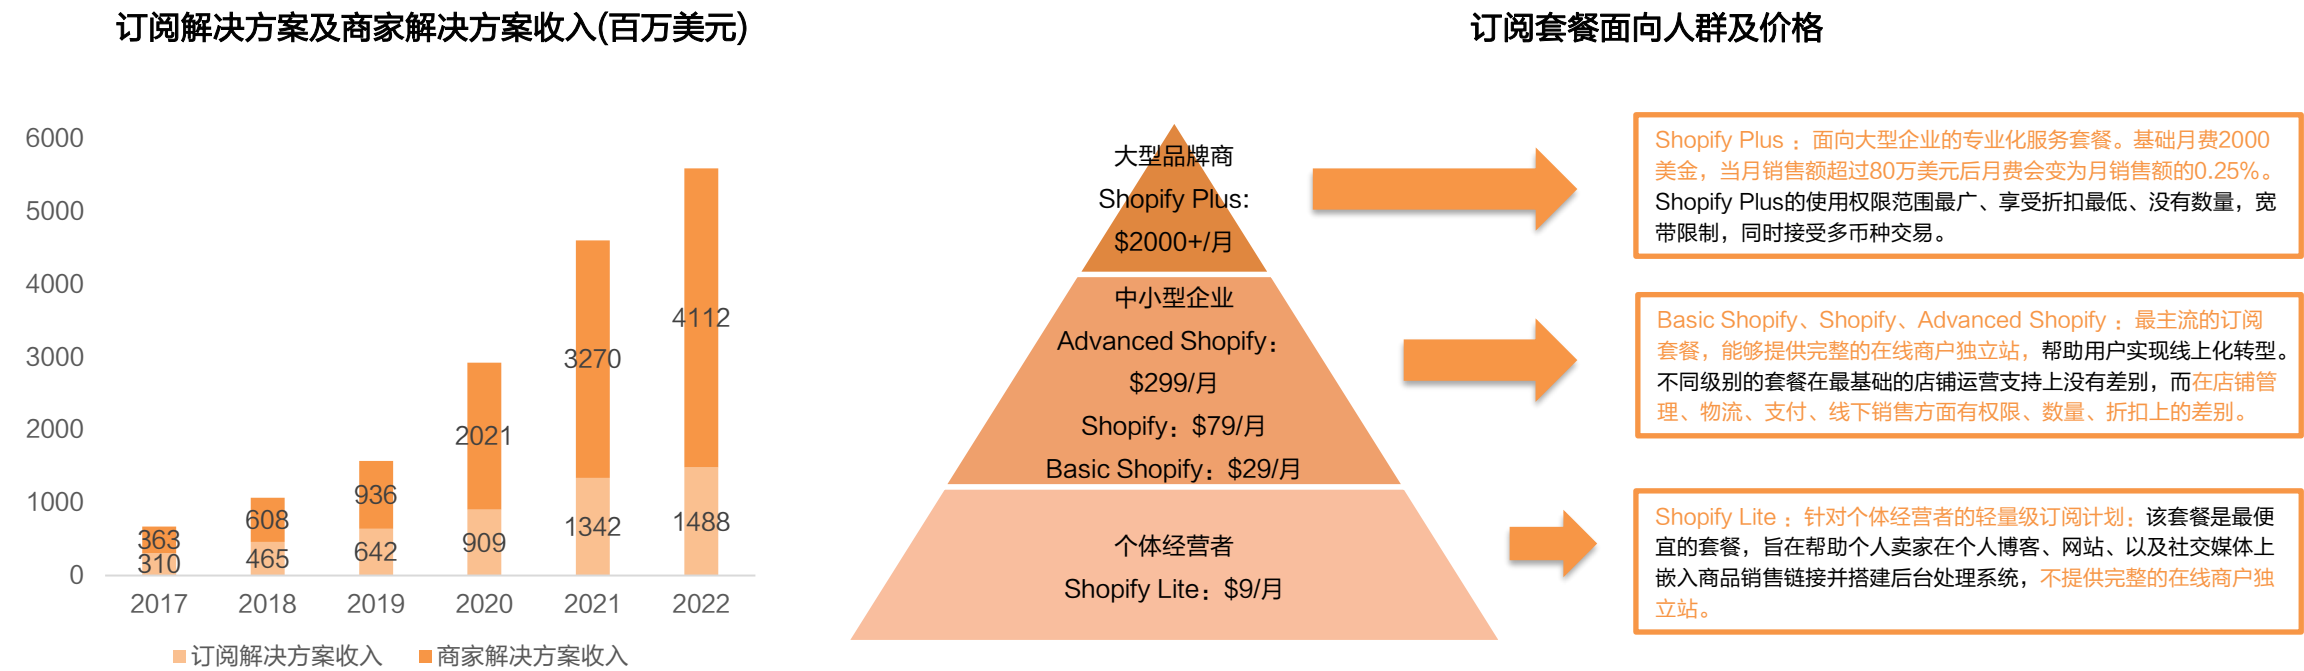 订阅解决方案及商家解决方案收入(百万美元)
6000
5000
4000
3000
2000
1000
0
363
310
608
465
936
642
2021
909
3270
1342
4112
1488
2017
2018
2019
2020
2021
2022
订阅解决方案收入
商家解决方案收入
订阅套餐面向人群及价格
大型品牌商
Shopify Plus:
$2000+/月
中小型企业
Advanced Shopify：
$299/月
Shopify：$79/月
Basic Shopify：$29/月
个体经营者
Shopify Lite：$9/月
Shopify Plus ：面向大型企业的专业化服务套餐。基础月费2000
美金，当月销售额超过80万美元后月费会变为月销售额的0.25%。
Shopify Plus的使用权限范围最广、享受折扣最低、没有数量，宽
带限制，同时接受多币种交易。
Basic Shopify、Shopify、Advanced Shopify ：最主流的订阅
套餐，能够提供完整的在线商户独立站，帮助用户实现线上化转型。
不同级别的套餐在最基础的店铺运营支持上没有差别，而在店铺管
理、物流、支付、线下销售方面有权限、数量、折扣上的差别。
Shopify Lite ：针对个体经营者的轻量级订阅计划；该套餐是最便
宜的套餐，旨在帮助个人卖家在个人博客、网站、以及社交媒体上
嵌入商品销售链接并搭建后台处理系统，不提供完整的在线商户独
立站。